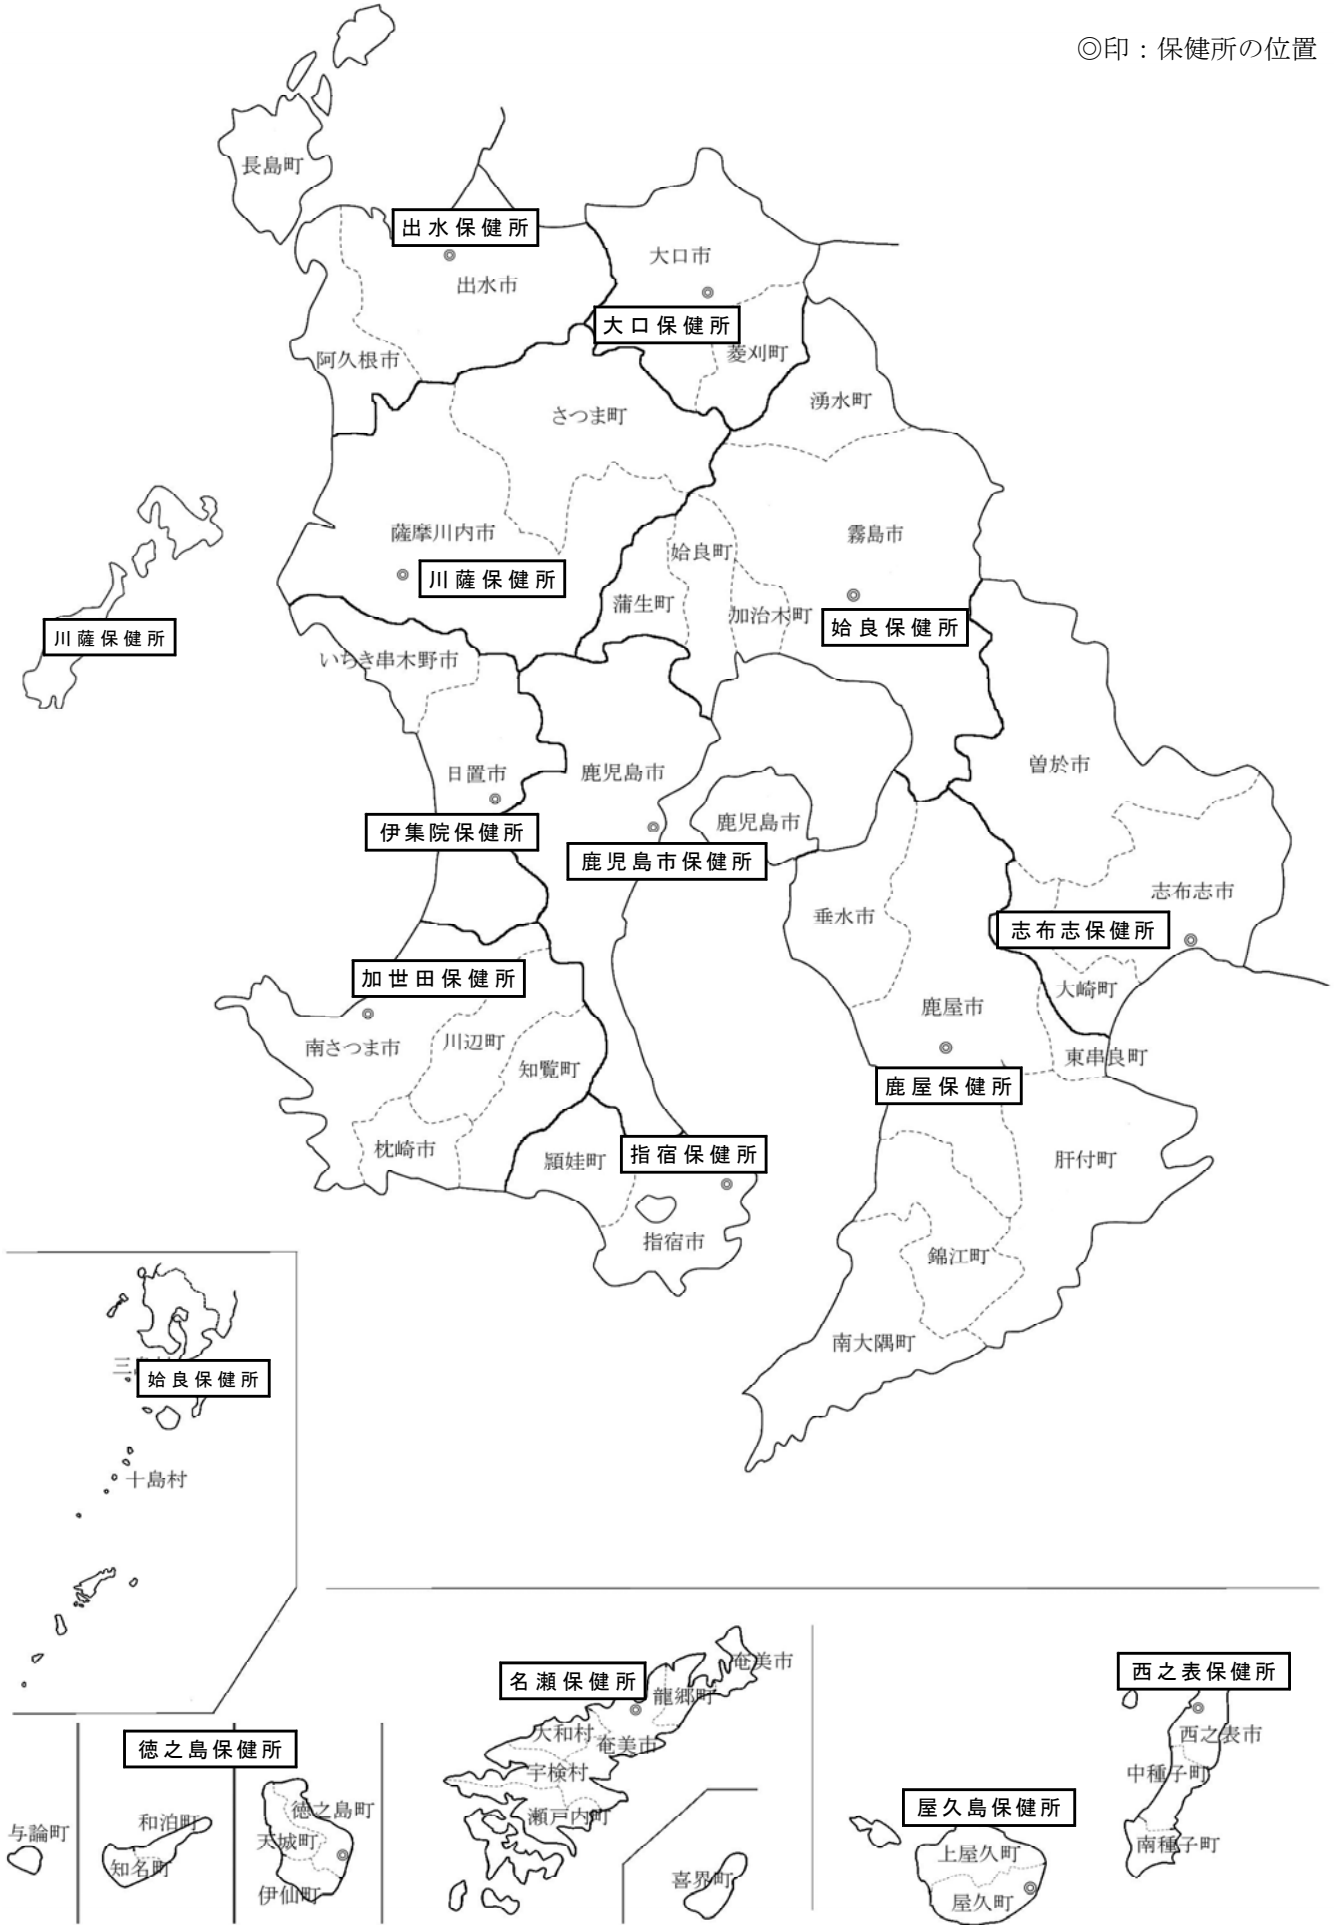 ◎印：保健所の位置
長島町
出水保健所
出水市
大口市
大口保健所
阿久根市
菱刈町
湧水町
さつま町
薩摩川内市
霧島市
姶良町
川薩保健所
蒲生町
加治木町
姶良保健所
川薩保健所
いちき串木野市
日置市
鹿児島市
曽於市
伊集院保健所
鹿児島市
鹿児島市保健所
志布志市
垂水市
志布志保健所
加世田保健所
大崎町
鹿屋市
南さつま市
川辺町
知覧町
東串良町
鹿屋保健所
枕崎市
頴娃町
指宿保健所
肝付町
指宿市
錦江町
南大隅町
三
姶良保健所
十島村
名瀬保健所
奄美市
龍郷町
西之表保健所
大和村
奄美市
西之表市
徳之島保健所
宇検村
中種子町
徳之島町
瀬戸内町
屋久島保健所
和泊町
与論町
天城町
南種子町
知名町
上屋久町
伊仙町
喜界町
屋久町